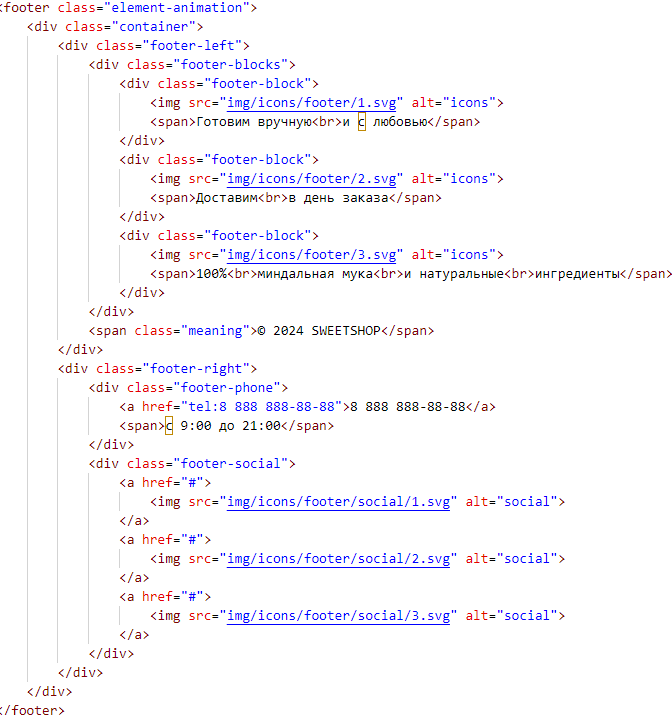 <footer class="element-animation">
<div class="container">
<div class="footer-left">
<div class="footer-blocks">
<div class="footer-block">
<img src="img/icons/footer/1.svg" alt="icons">
<span>Готовим вручную<br>и с любовью</span>
</div>
<div class="footer-block">
<img src="img/icons/footer/2.svg" alt="icons">
<span>Доставим<br>в день заказа</span>
</div>
<div class="footer-block">
<img src="img/icons/footer/3.svg" alt="icons">
<span>100%<br>миндальная мука<br>и натуральные<br>ингредиенты</span>
</div>
</div>
<span class="meaning">© 2024 SWEETSHOP</span>
</div>
<div class="footer-right">
<div class="footer-phone">
<a href="tel:8 888 888-88-88">8 888 888-88-88</a>
<span>с 9:00 до 21:00</span>
</div>
<div class="footer-social">
<a href="#">
<img src="img/icons/footer/social/1.svg" alt="social">
</a>
<a href="#">
<img src="img/icons/footer/social/2.svg" alt="social">
</a>
<a href="#">
<img src="img/icons/footer/social/3.svg" alt="social">
</a>
</div>
</div>
</div>
</footer>